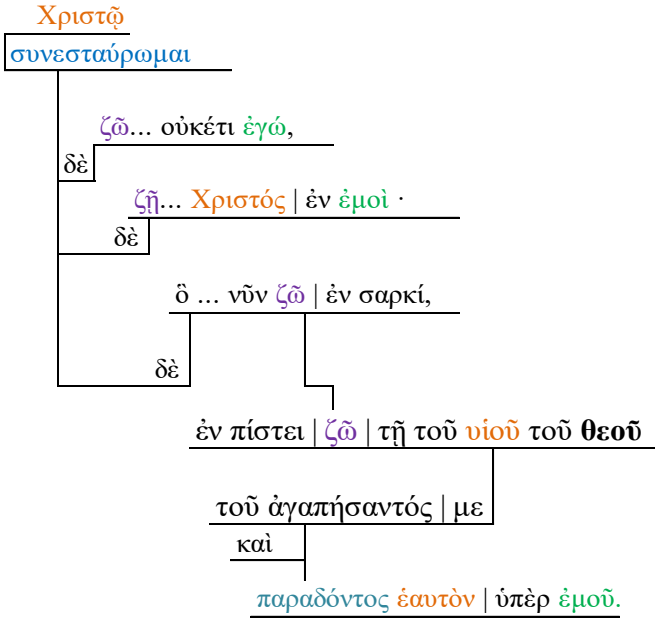 Χριστῷ
συνεσταύρωμαι
ζῶ... οὐκέτι ἐγώ,
δὲ
ζῇ... Χριστός | ἐν ἐμοὶ ·
δὲ
ὃ ... νῦν ζῶ | ἐν σαρκί,
δὲ
ἐν πίστει | ζῶ | τῇ τοῦ υἱοῦ τοῦ θεοῦ
τοῦ ἀγαπήσαντός | με
καὶ
παραδόντος ἑαυτὸν | ὑπὲρ ἐμοῦ.